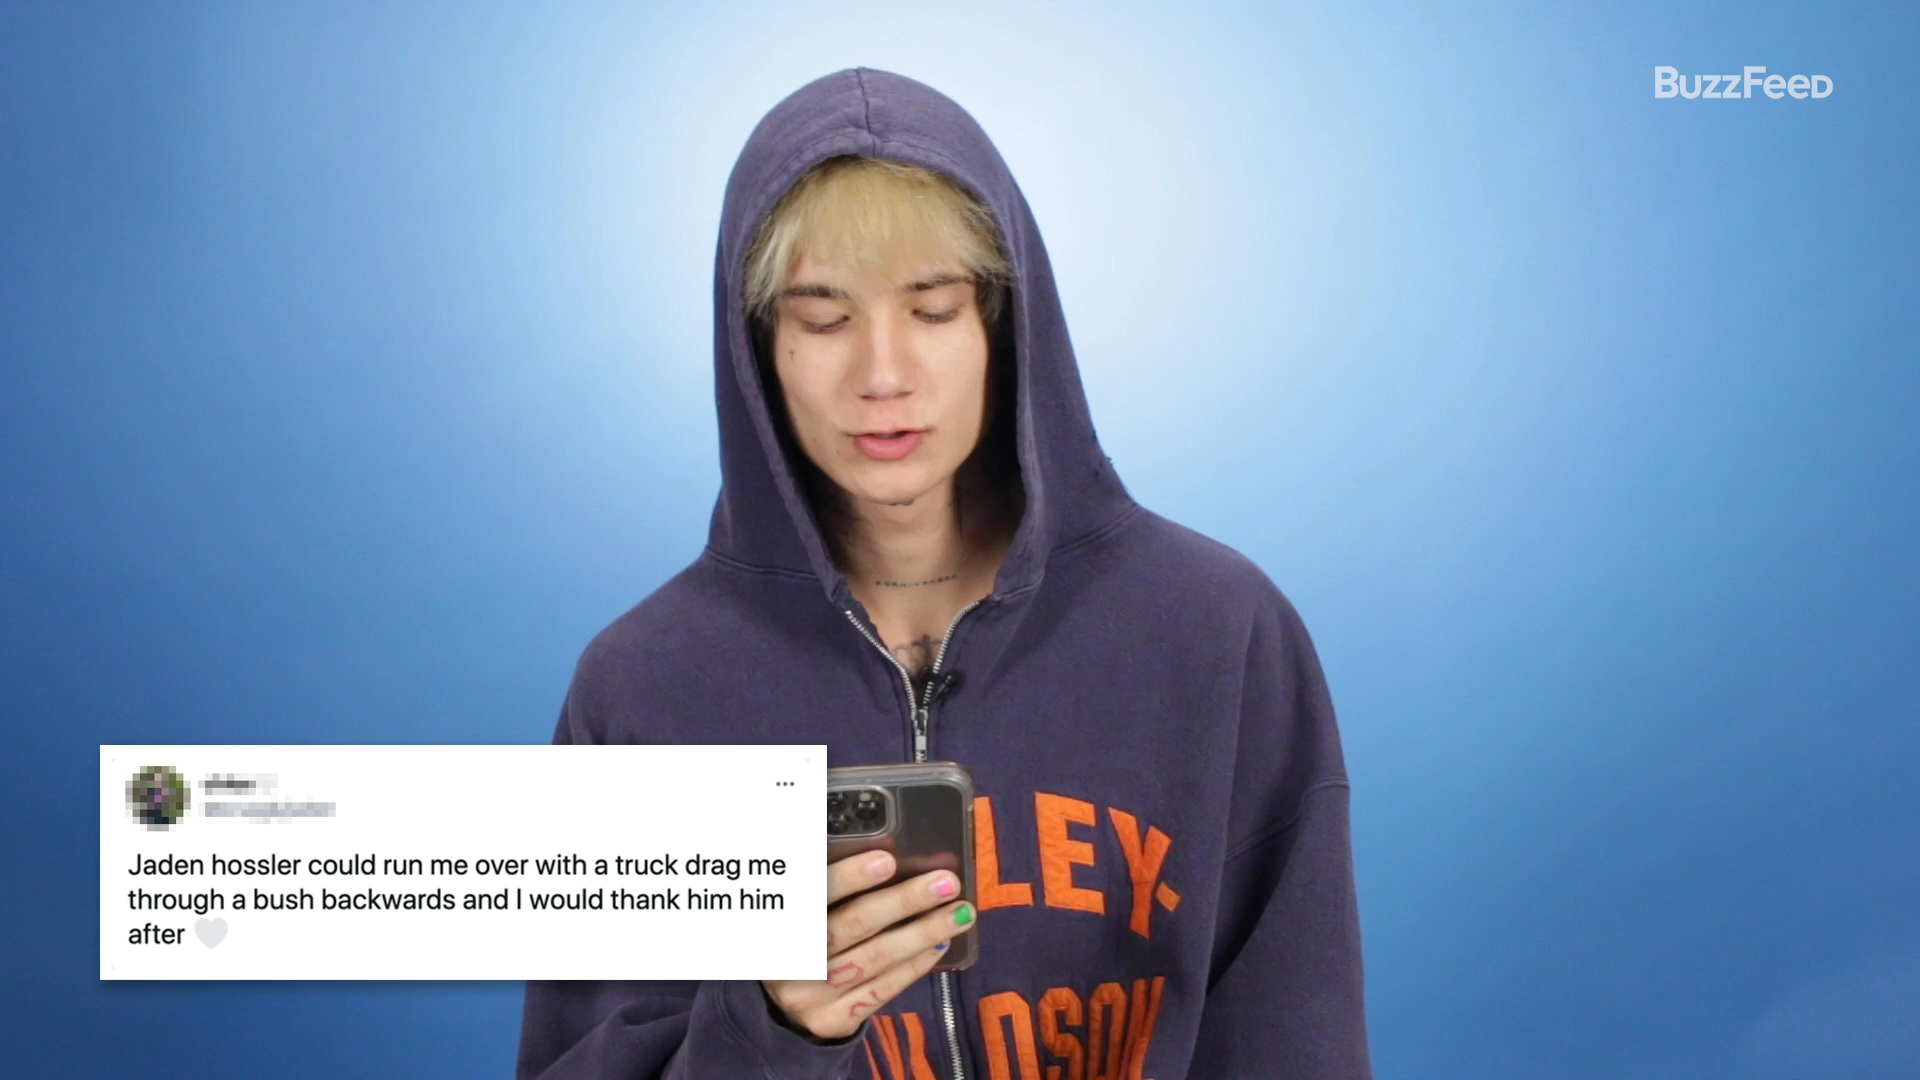 BuzzFeed
Jaden hossler could run me over with a truck drag me
through a bush backwards and I would thank him him
after
LEY-